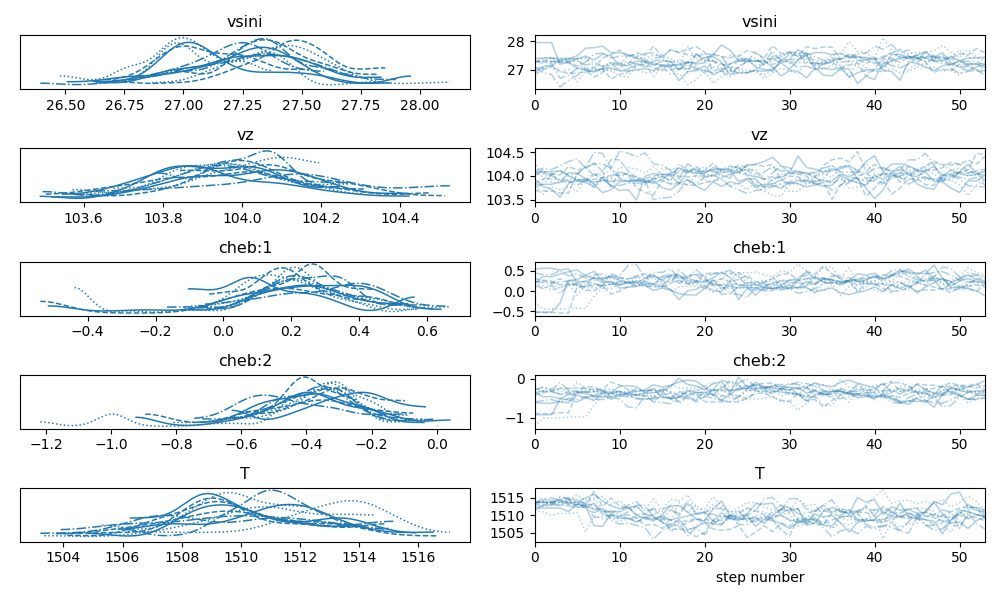 vsini
26.50 26.75 27.00 27.25 27.50 27.75 28.00
vsini
28
27
0 10 20 30 40 50
vz
103.6 103.8 104.0 104.2 104.4
vz
104.5
104.0
103.5
0 10 20 30 40 50
cheb:1
−0.4 −0.2 0.0 0.2 0.4 0.6
cheb:1
0.5
0.0
−0.5
0 10 20 30 40 50
cheb:2
−1.2 −1.0 −0.8 −0.6 −0.4 −0.2 0.0
cheb:2
0
−1
0 10 20 30 40 50
T
1504 1506 1508 1510 1512 1514 1516
T
1515
1510
1505
0 10 20 30 40 50
step number